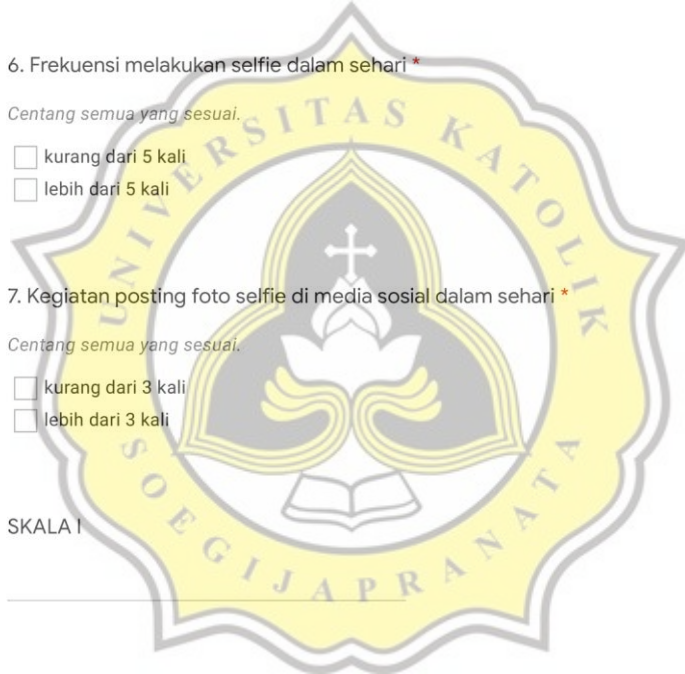 6. Frekuensi melakukan selfie dalam sehari *
Centang semua yang sesuai.
kurang dari 5 kali
lebih dari 5 kali
7. Kegiatan posting foto selfie di media sosial dalam sehari *
Centang semua yang sesuai.
kurang dari 3 kali
lebih dari 3 kali
SKALA I
UNIVERSITAS KATOLIK
SOEGIJAPRANATA